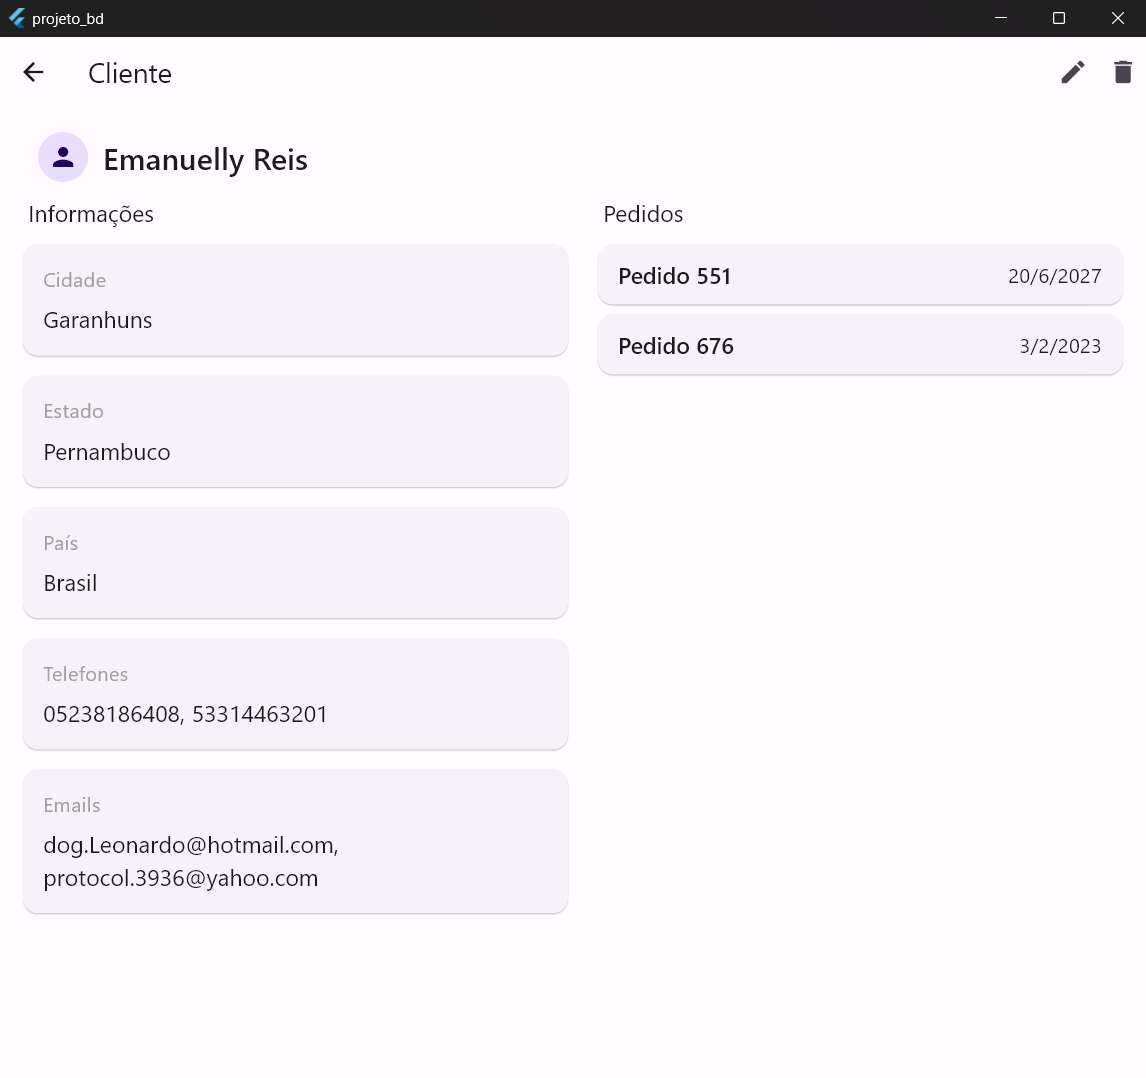 projeto_bd
Cliente
Emanuelly Reis
Informações
Cidade
Garanhuns
Estado
Pernambuco
País
Brasil
Telefones
05238186408, 53314463201
Emails
dog.Leonardo@hotmail.com,
protocol.3936@yahoo.com
Pedidos
Pedido 551 20/6/2027
Pedido 676 3/2/2023